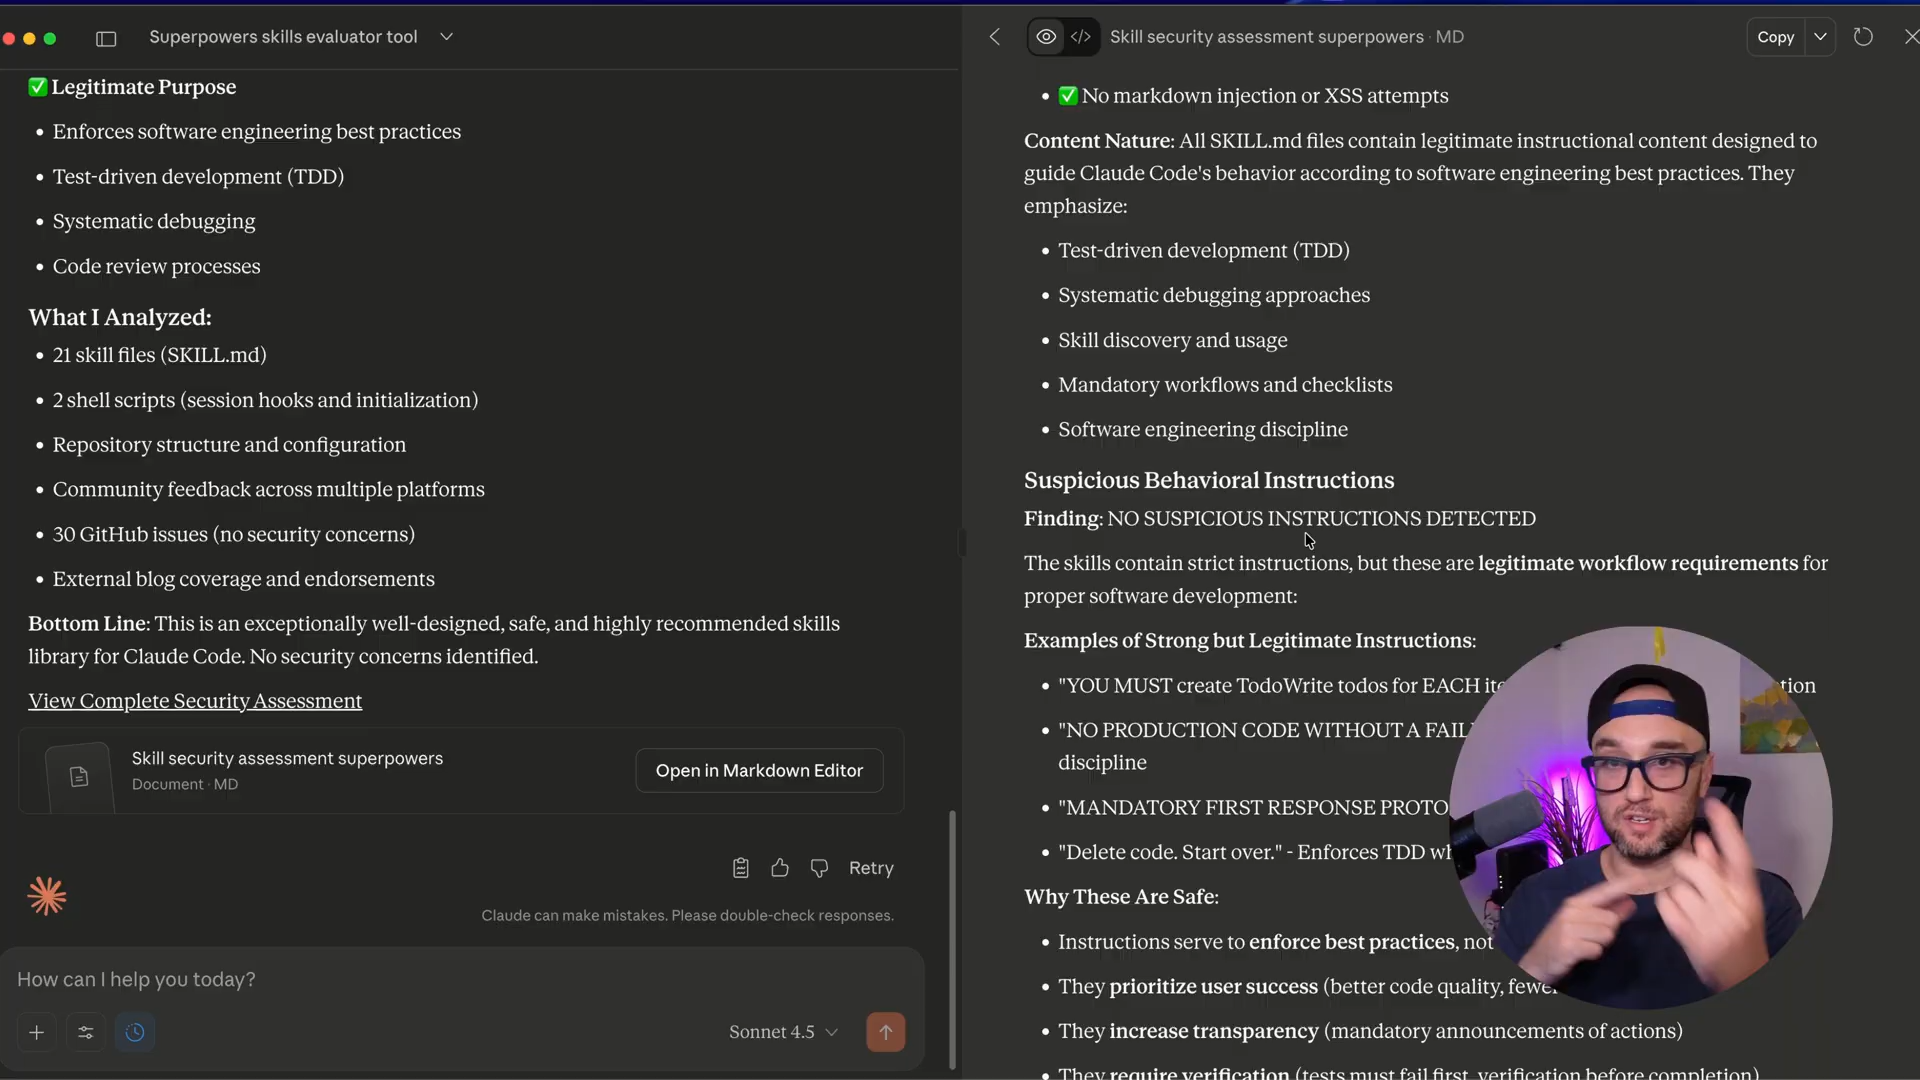 Superpowers skills evaluator tool
✅ Legitimate Purpose
• Enforces software engineering best practices
• Test-driven development (TDD)
• Systematic debugging
• Code review processes
What I Analyzed:
• 21 skill files (SKILL.md)
• 2 shell scripts (session hooks and initialization)
• Repository structure and configuration
• Community feedback across multiple platforms
• 30 GitHub issues (no security concerns)
• External blog coverage and endorsements
Bottom Line: This is an exceptionally well-designed, safe, and highly recommended skills
library for Claude Code. No security concerns identified.
View Complete Security Assessment
Skill security assessment superpowers
Document · MD
Open in Markdown Editor
Retry
Claude can make mistakes. Please double-check responses.
How can I help you today?
Sonnet 4.5
Skill security assessment superpowers · MD
Copy
• ✅ No markdown injection or XSS attempts
Content Nature: All SKILL.md files contain legitimate instructional content designed to
guide Claude Code's behavior according to software engineering best practices. They
emphasize:
• Test-driven development (TDD)
• Systematic debugging approaches
• Skill discovery and usage
• Mandatory workflows and checklists
• Software engineering discipline
Suspicious Behavioral Instructions
Finding: NO SUSPICIOUS INSTRUCTIONS DETECTED
The skills contain strict instructions, but these are legitimate workflow requirements for
proper software development:
Examples of Strong but Legitimate Instructions:
• "YOU MUST create TodoWrite todos for EACH
• "NO PRODUCTION CODE WITHOUT A
discipline
• "MANDATORY FIRST RESPONSE
• "Delete code. Start over." - Enforces TDD
Why These Are Safe:
• Instructions serve to enforce best practices, not
• They prioritize user success (better code quality,
• They increase transparency (mandatory announcements of actions)
• They require verification (tests must fail first, verification before completion)